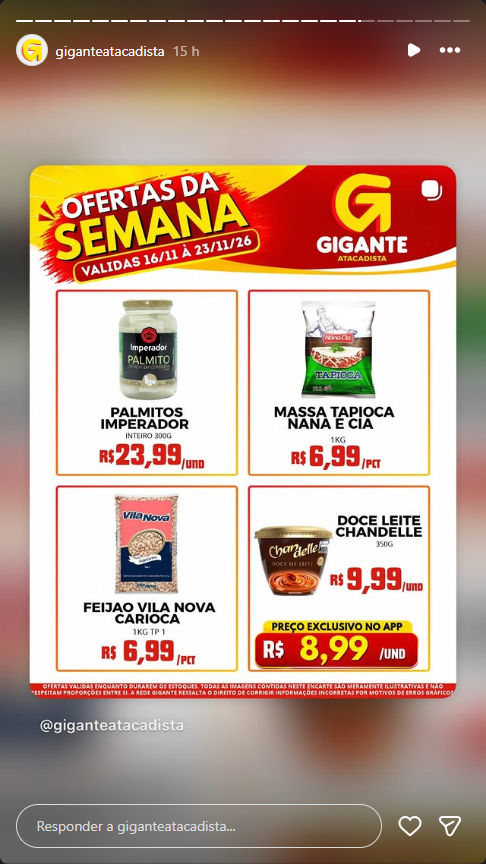 giganteatacadista 15 h
OFERTAS DA
SEMANA
VALIDAS 16/11 À 23/11/26
G
GIGANTE
ATACADISTA
Imperador
PALMITO
PALMITOS
IMPERADOR
INTEIRO 300G
R$23,99/UND
Nana-Cia
TAPIOCA
MASSA TAPIOCA
NANA E CIA
1KG
R$6,99/PCT
Vila Nova
FEIJAO VILA NOVA
CARIOCA
1KG TP 1
R$ 6,99/PCT
Chandelle
DOCE DE LEITE
DOCE LEITE
CHANDELLE
350G
R$9,99/UND
PREÇO EXCLUSIVO NO APP
R$ 8,99 /UND
OFERTAS VALIDAS ENQUANTO DURAREM OS ESTOQUES. TODAS AS IMAGENS CONTIDAS NESTE ENCARTE SÃO MERAMENTE ILUSTRATIVAS E NÃO
RESPEITAM PROPORÇÕES ENTRE SI. A REDE GIGANTE RESSALTA O DIREITO DE CORRIGIR INFORMAÇÕES INCORRETAS POR MOTIVOS DE ERROS GRÁFICOS
@giganteatacadista
Responder a giganteatacadista...